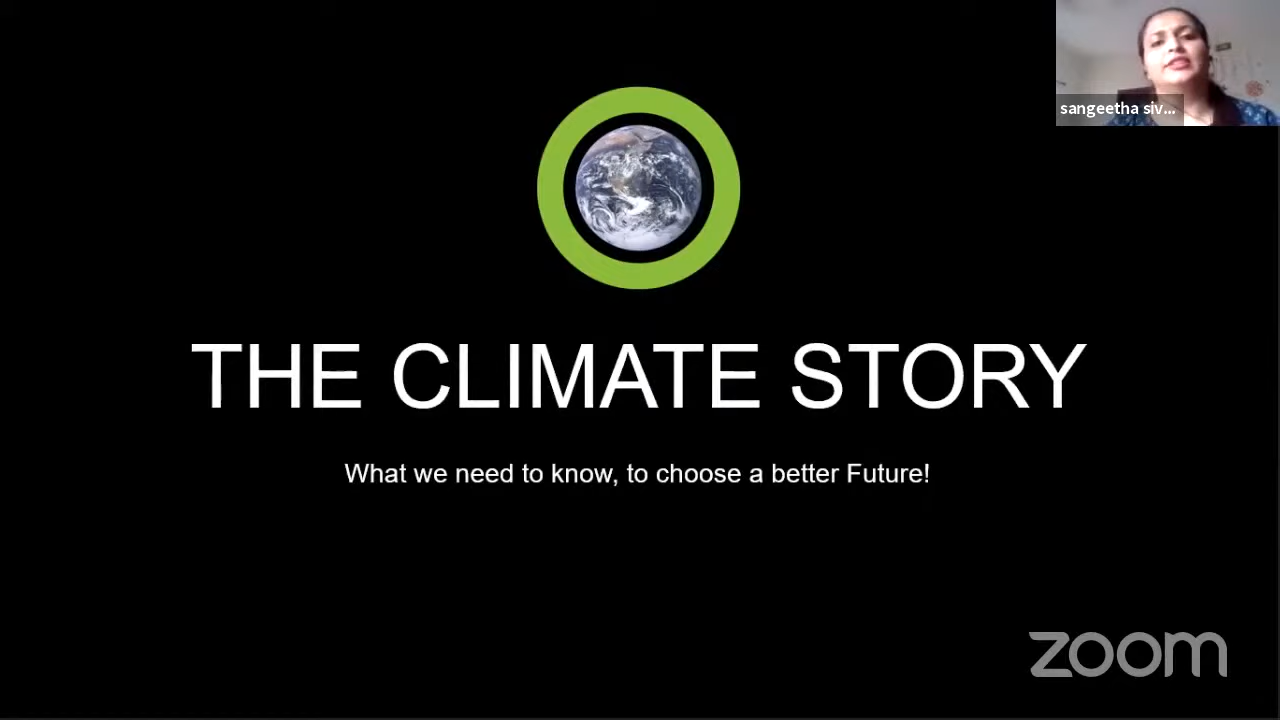 sangeetha siv...
THE CLIMATE STORY
What we need to know, to choose a better Future!
zoom